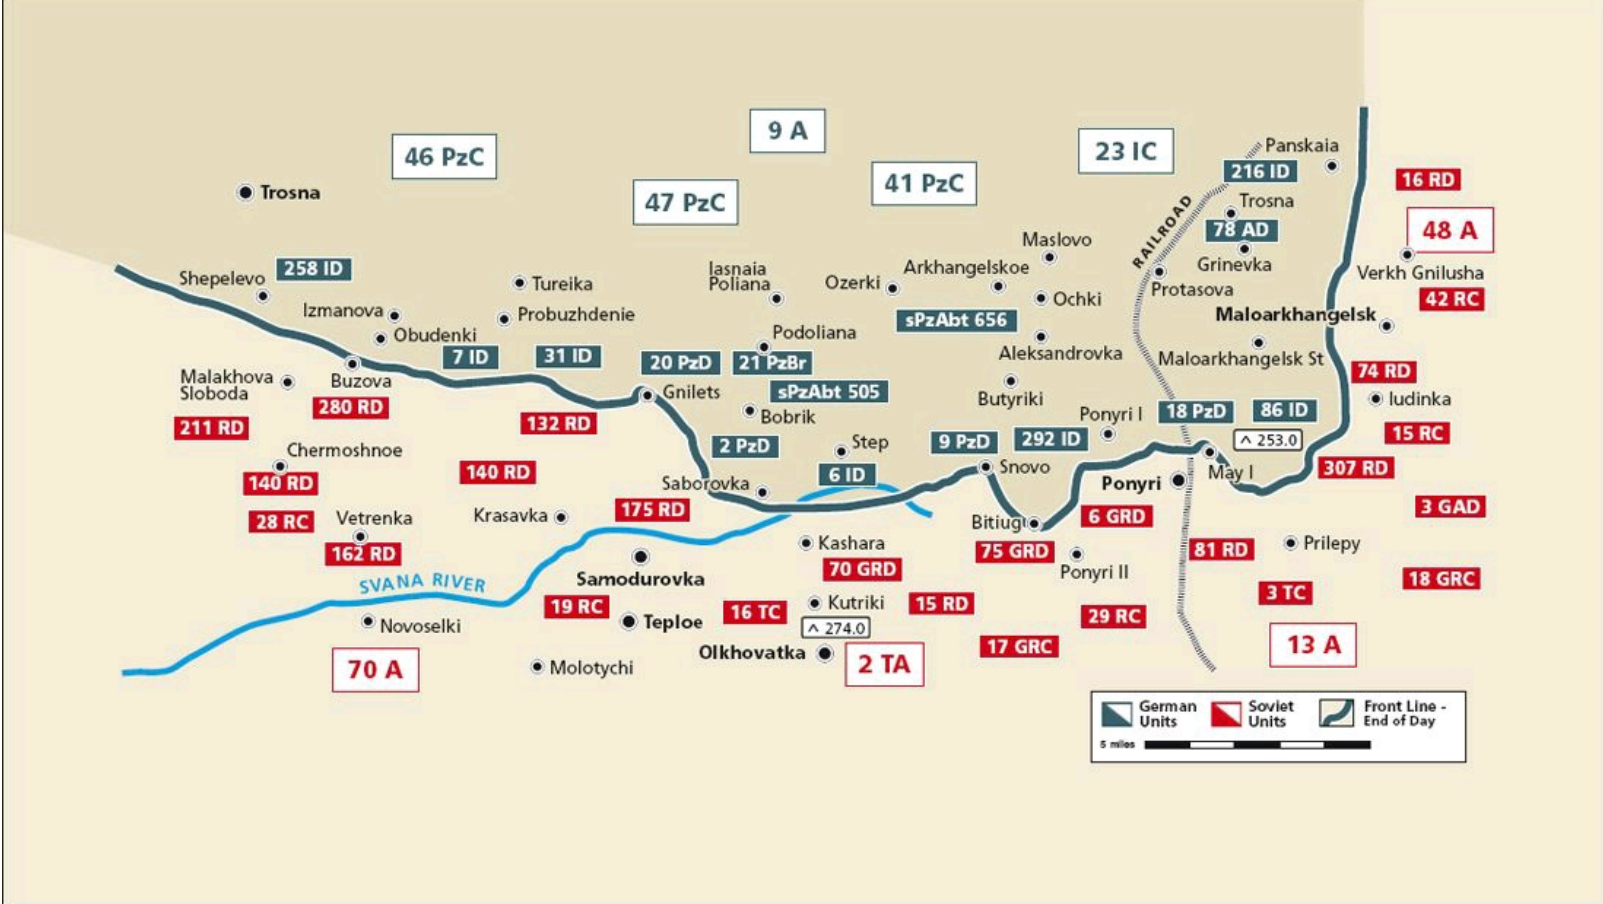 9 A
46 PzC
23 IC
Panskaia
216 ID
41 PzC
16 RD
Trosna
47 PzC
Trosna
RAILROAD
78 AD
48 A
Maslovo
Grinevka
Shepelevo
258 ID
Iasnaia
Poliana
Arkhangelskoe
Verkh Gnilusha
Tureika
Ozerki
Protasova
Ochki
42 RC
Izmanova
Probuzhdenie
sPzAbt 656
Maloarkhangelsk
Obudenki
Podoliana
7 ID
31 ID
20 PzD
21 PzBr
Aleksandrovka
Maloarkhangelsk St
Malakhova
Sloboda
Buzova
Gnilets
sPzAbt 505
Butyriki
74 RD
Iudinka
280 RD
Bobrik
Ponyri I
18 PzD
86 ID
211 RD
132 RD
2 PzD
Step
9 PzD
292 ID
^ 253.0
15 RC
Chermoshnoe
6 ID
Snovo
May I
307 RD
140 RD
140 RD
Saborovka
Ponyri
28 RC
Vetrenka
Krasavka
175 RD
Bitiug
6 GRD
3 GAD
162 RD
Kashara
75 GRD
81 RD
Prilepy
SVANA RIVER
Samodurovka
70 GRD
Ponyri II
18 GRC
19 RC
16 TC
Kutriki
15 RD
3 TC
Novoselki
Teploe
^ 274.0
29 RC
70 A
Molotychi
Olkhovatka
2 TA
17 GRC
13 A
German
Units
Soviet
Units
Front Line -
End of Day
5 miles